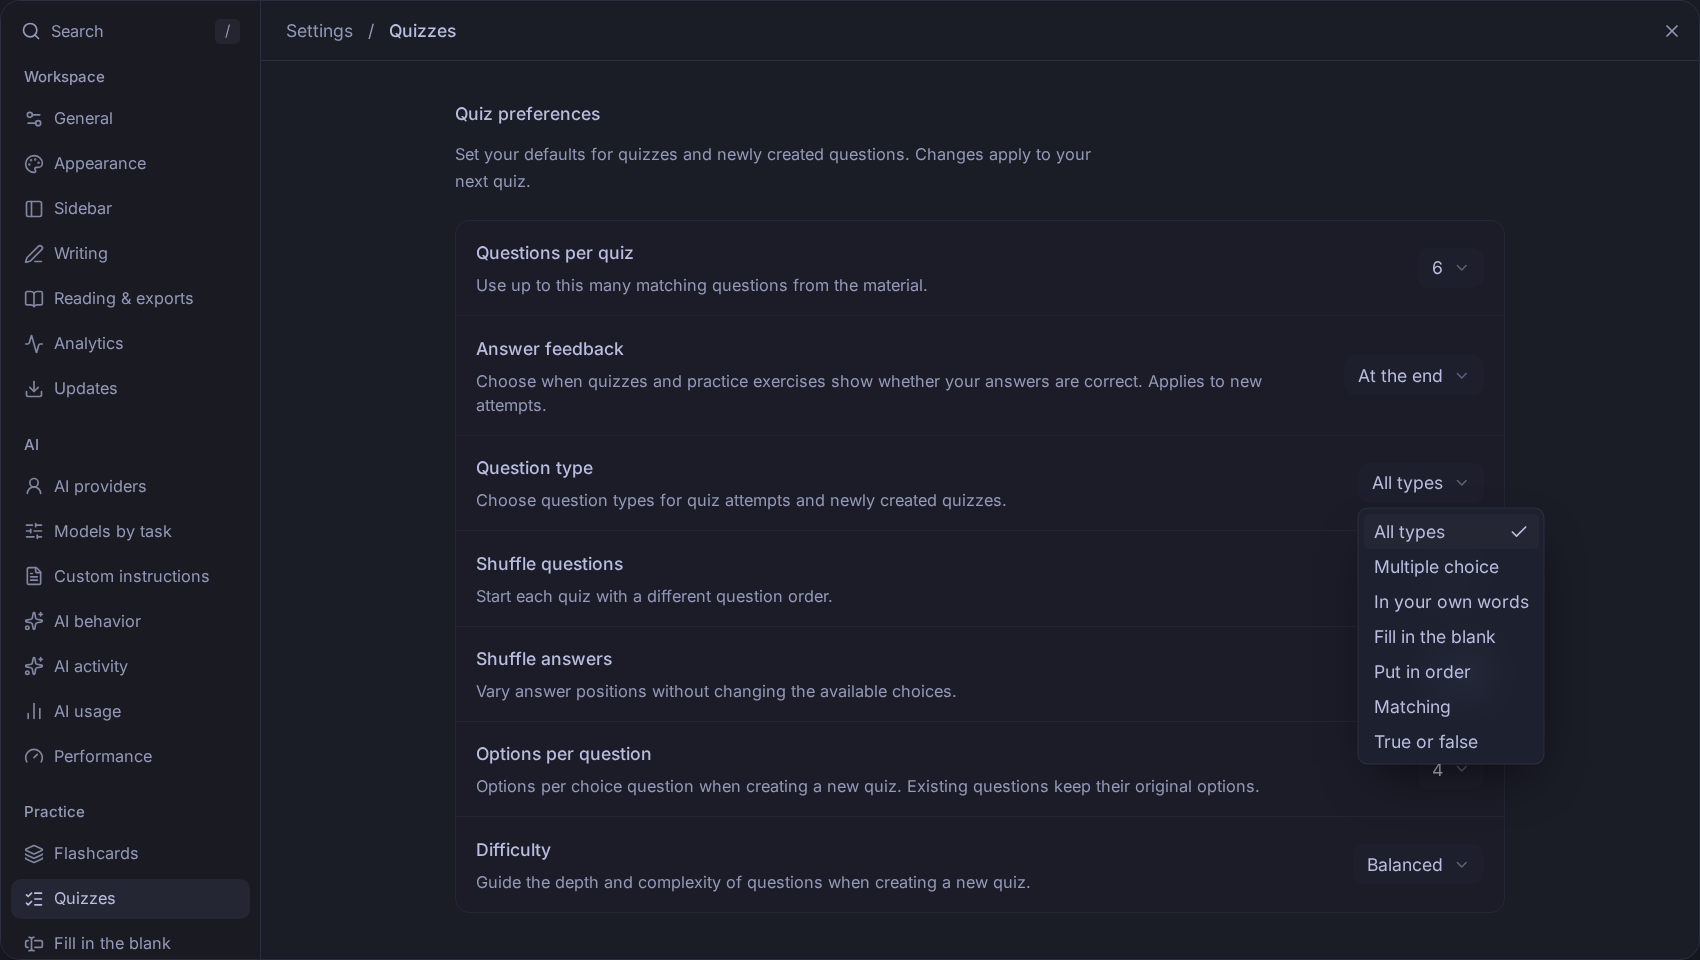 Search /
Workspace
General
Appearance
Sidebar
Writing
Reading & exports
Analytics
Updates
AI
AI providers
Models by task
Custom instructions
AI behavior
AI activity
AI usage
Performance
Practice
Flashcards
Quizzes
Fill in the blank
Settings / Quizzes
Quiz preferences
Set your defaults for quizzes and newly created questions. Changes apply to your
next quiz.
Questions per quiz
Use up to this many matching questions from the material.
6
Answer feedback
Choose when quizzes and practice exercises show whether your answers are correct. Applies to new
attempts.
At the end
Question type
Choose question types for quiz attempts and newly created quizzes.
All types
All types
Multiple choice
In your own words
Fill in the blank
Put in order
Matching
True or false
Shuffle questions
Start each quiz with a different question order.
Shuffle answers
Vary answer positions without changing the available choices.
Options per question
Options per choice question when creating a new quiz. Existing questions keep their original options.
4
Difficulty
Guide the depth and complexity of questions when creating a new quiz.
Balanced